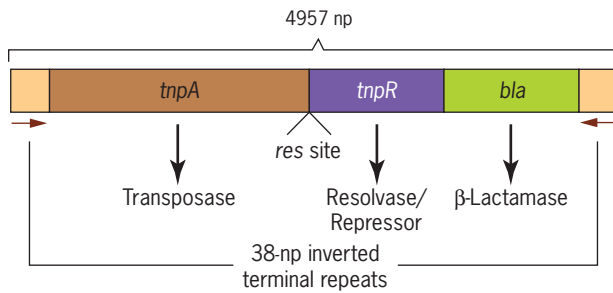 4957 np
tnpA tnpR bla
res site
Transposase
Resolvase/
Repressor
β-Lactamase
38-np inverted
terminal repeats